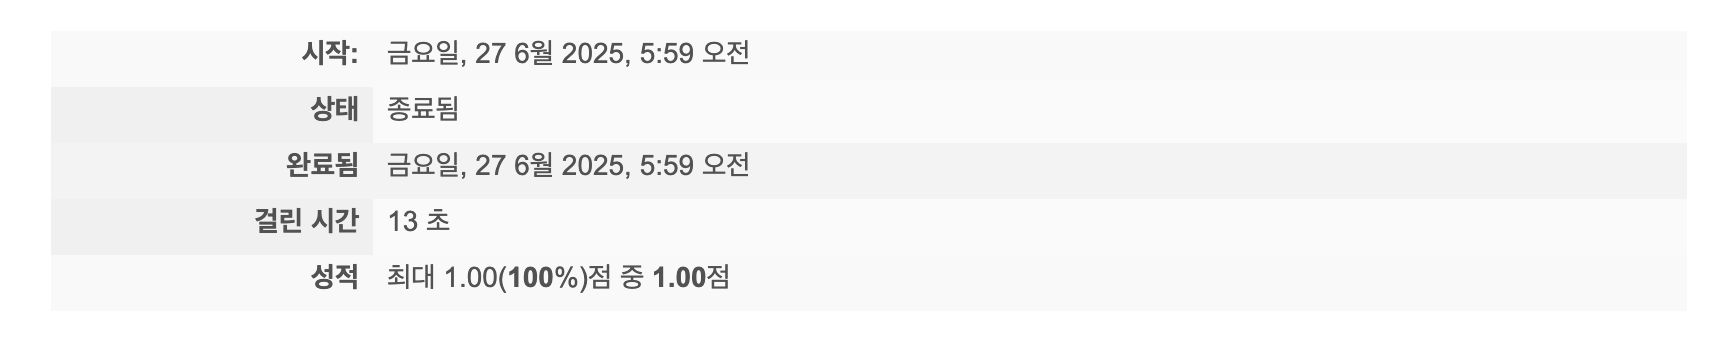 시작: 금요일, 27 6월 2025, 5:59 오전
상태 종료됨
완료됨 금요일, 27 6월 2025, 5:59 오전
걸린 시간 13 초
성적 최대 1.00(100%)점 중 1.00점